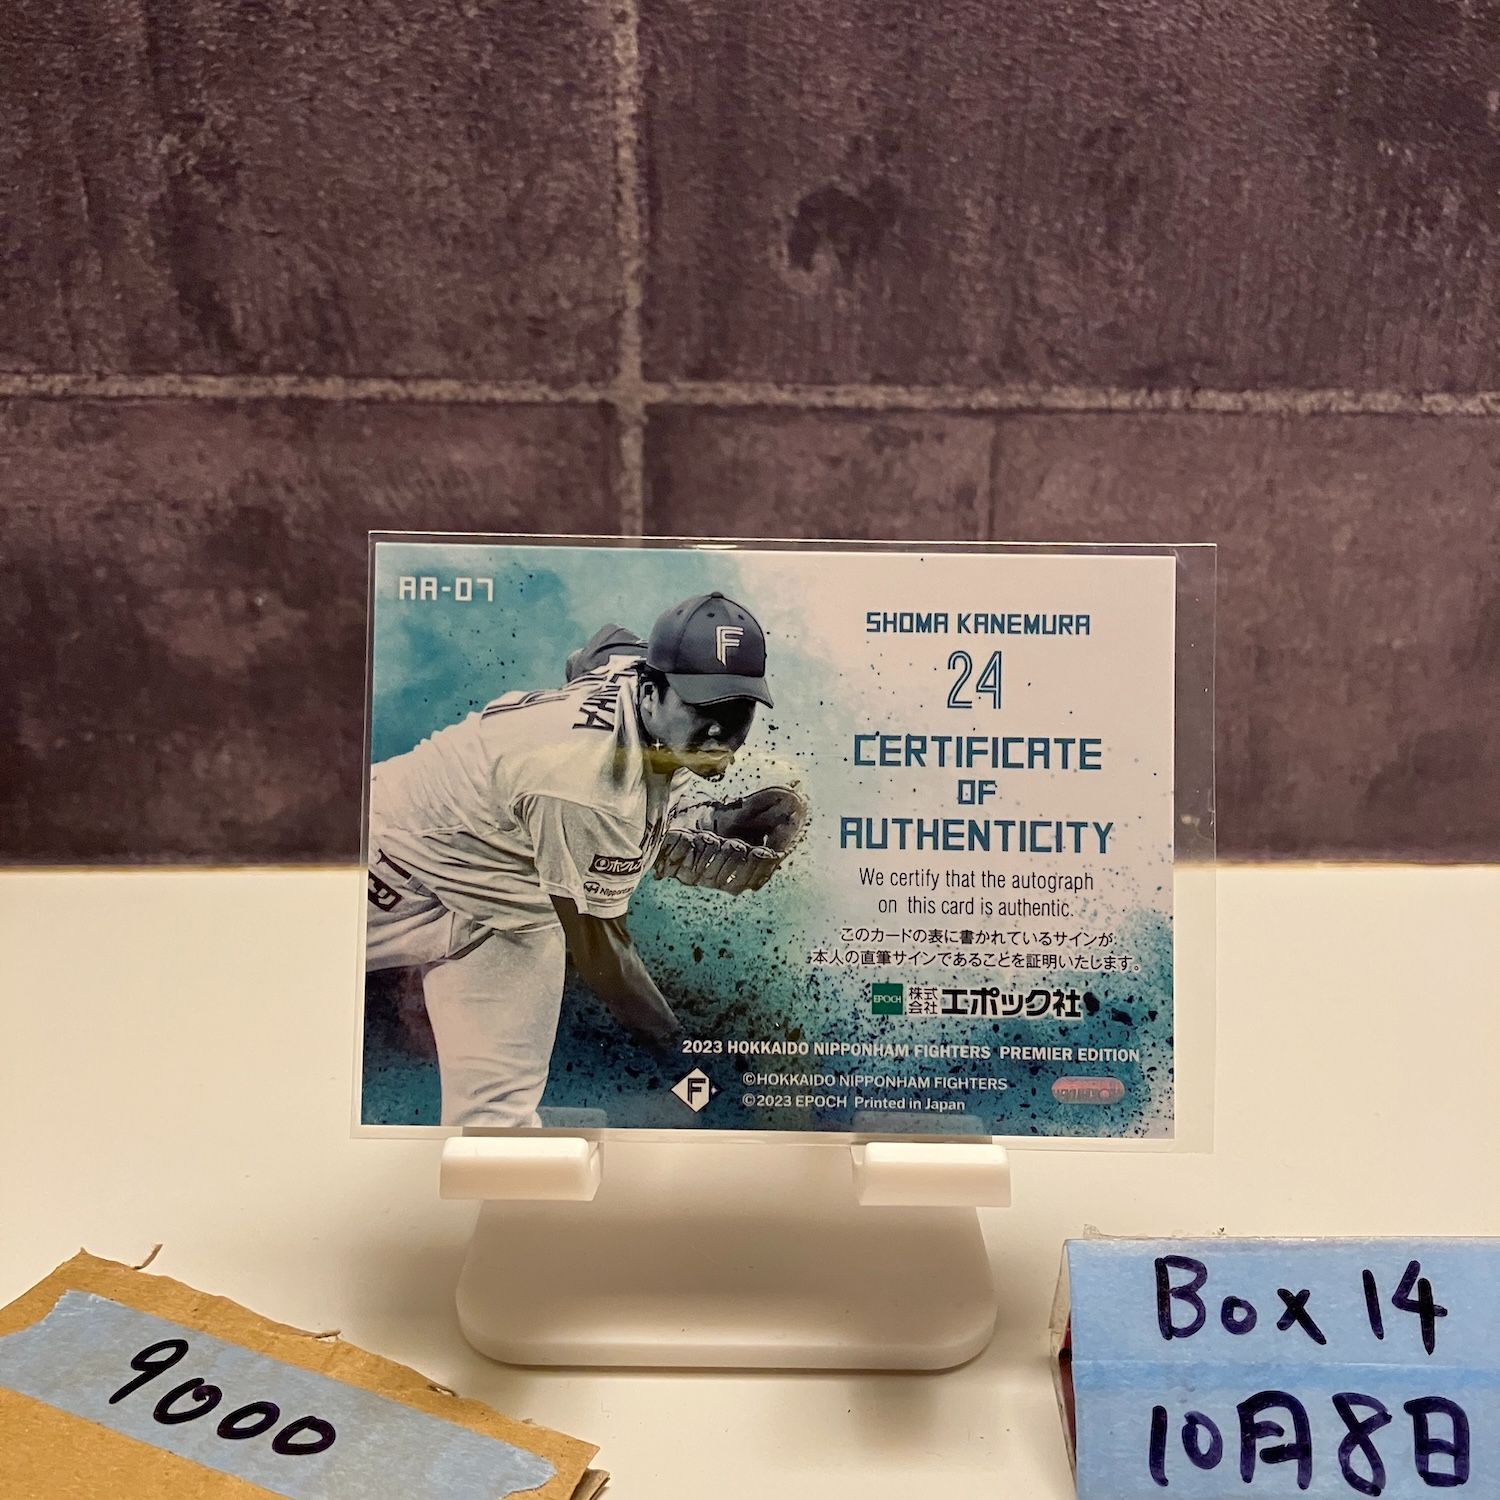 AA-07
SHOMA KANEMURA
24
CERTIFICATE
OF
AUTHENTICITY
We certify that the autograph
on this card is authentic.
このカードの表に書かれているサインが、
本人の直筆サインであることを証明いたします。
EPOCH 株式会社 エポック社
2023 HOKKAIDO NIPPONHAM FIGHTERS PREMIER EDITION
©HOKKAIDO NIPPONHAM FIGHTERS
©2023 EPOCH Printed in Japan
F
F
ホクレン
9000
Box 14
10月8日